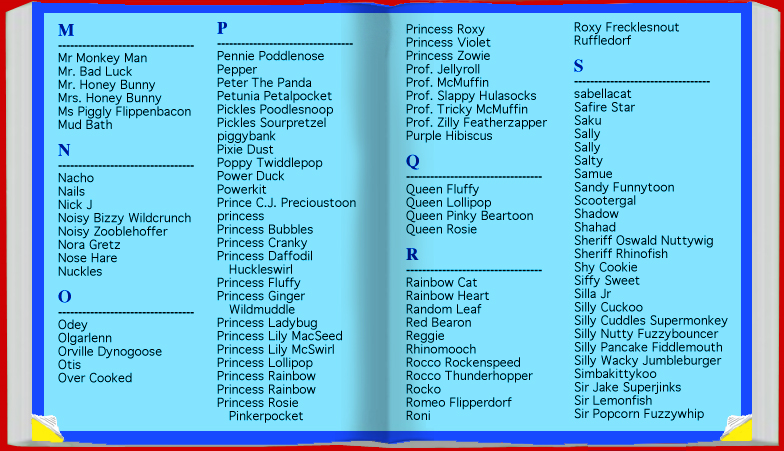 M
----------------------------------
Mr Monkey Man
Mr. Bad Luck
Mr. Honey Bunny
Mrs. Honey Bunny
Ms Piggly Flippenbacon
Mud Bath
N
----------------------------------
Nacho
Nails
Nick J
Noisy Bizzy Wildcrunch
Noisy Zooblehoffer
Nora Gretz
Nose Hare
Nuckles
O
----------------------------------
Odey
Olgarlenn
Orville Dynogoose
Otis
Over Cooked
P
----------------------------------
Pennie Poddlenose
Pepper
Peter The Panda
Petunia Petalpocket
Pickles Poodlesnoop
Pickles Sourpretzel
piggybank
Pixie Dust
Poppy Twiddlepop
Power Duck
Powerkit
Prince C.J. Precioustoon
princess
Princess Bubbles
Princess Cranky
Princess Daffodil
Huckleswirl
Princess Fluffy
Princess Ginger
Wildmuddle
Princess Ladybug
Princess Lily MacSeed
Princess Lily McSwirl
Princess Lollipop
Princess Rainbow
Princess Rainbow
Princess Rosie
Pinkerpocket
Princess Roxy
Princess Violet
Princess Zowie
Prof. Jellyroll
Prof. McMuffin
Prof. Slappy Hulasocks
Prof. Tricky McMuffin
Prof. Zilly Featherzapper
Purple Hibiscus
Q
----------------------------------
Queen Fluffy
Queen Lollipop
Queen Pinky Beartoon
Queen Rosie
R
----------------------------------
Rainbow Cat
Rainbow Heart
Random Leaf
Red Bearon
Reggie
Rhinomooch
Rocco Rockenspeed
Rocco Thunderhopper
Rocko
Romeo Flipperdorf
Roni
Roxy Frecklesnout
Ruffledorf
S
----------------------------------
sabellacat
Safire Star
Saku
Sally
Sally
Salty
Samue
Sandy Funnytoon
Scootergal
Shadow
Shahad
Sheriff Oswald Nuttywig
Sheriff Rhinofish
Shy Cookie
Siffy Sweet
Silla Jr
Silly Cuckoo
Silly Cuddles Supermonkey
Silly Nutty Fuzzybouncer
Silly Pancake Fiddlemouth
Silly Wacky Jumbleburger
Simbakittykoo
Sir Jake Superjinks
Sir Lemonfish
Sir Popcorn Fuzzywhip